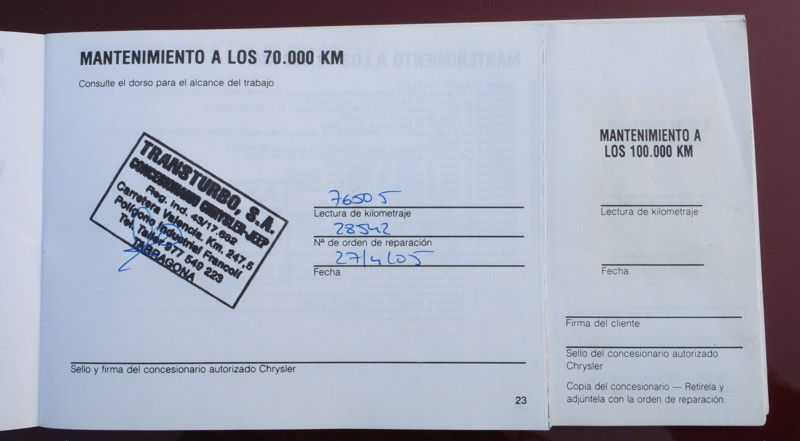 MANTENIMIENTO A LOS 70.000 KM
Consulte el dorso para el alcance del trabajo
TRANSTURBO, S.A.
CONCESIONARIO CHRYSLER-JEEP
Reg. Ind. 43/17.662
Carretera Valencia, Km. 247,5
Polígono Industrial Francolí
Tel. Taller 977 549 223
TARRAGONA
76505
Lectura de kilometraje
28542
Nª de orden de reparación
27/4/05
Fecha
Sello y firma del concesionario autorizado Chrysler
23
MANTENIMIENTO A
LOS 100.000 KM
Lectura de kilometraje
Fecha
Firma del cliente
Sello del concesionario autorizado
Chrysler
Copia del concesionario — Retírela y
adjúntela con la orden de reparación.